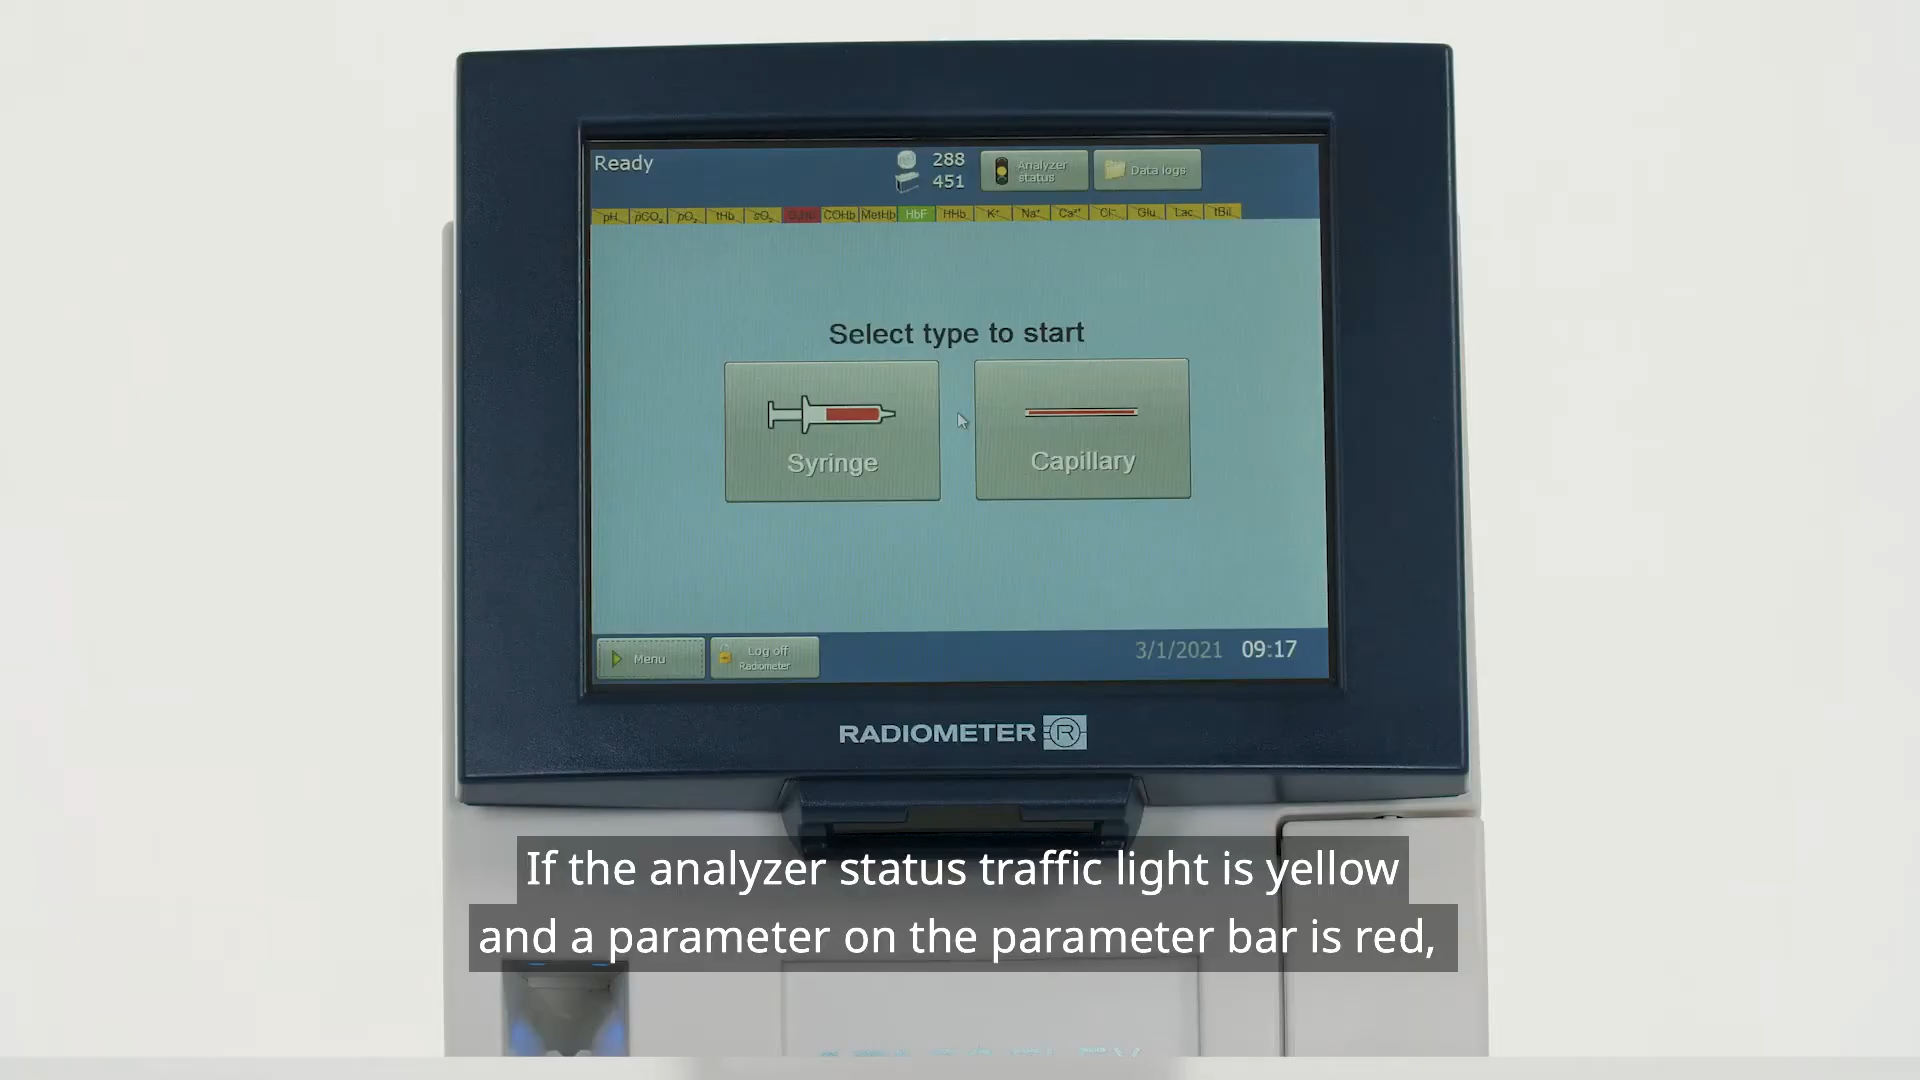 Ready
288
451
Analyzer
status
Data logs
pH pCO₂ pO₂ tHb sO₂ O₂Hb COHb MetHb HbF HHb K⁺ Na⁺ Ca²⁺ Cl⁻ Glu Lac tBil
Select type to start
Syringe
Capillary
Menu
Log off
Radiometer
3/1/2021 09:17
RADIOMETER R
If the analyzer status traffic light is yellow
and a parameter on the parameter bar is red,